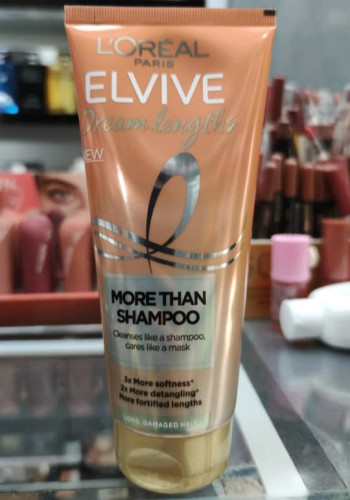 L'ORÉAL
PARIS
ELVIVE
Dream lengths
NEW
MORE THAN
SHAMPOO
Cleanses like a shampoo,
cares like a mask
3x More softness*
2x More detangling*
More fortified lengths
LONG, DAMAGED HAIR